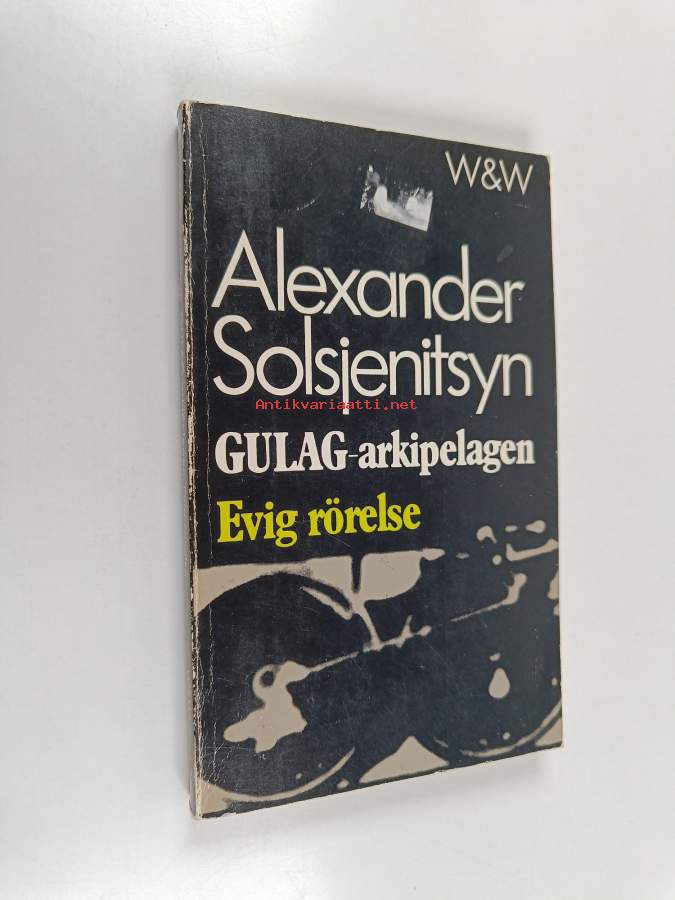 W&W
Alexander
Solsjenitsyn
Antikvariaatti.net
GULAG-arkipelagen
Evig rörelse